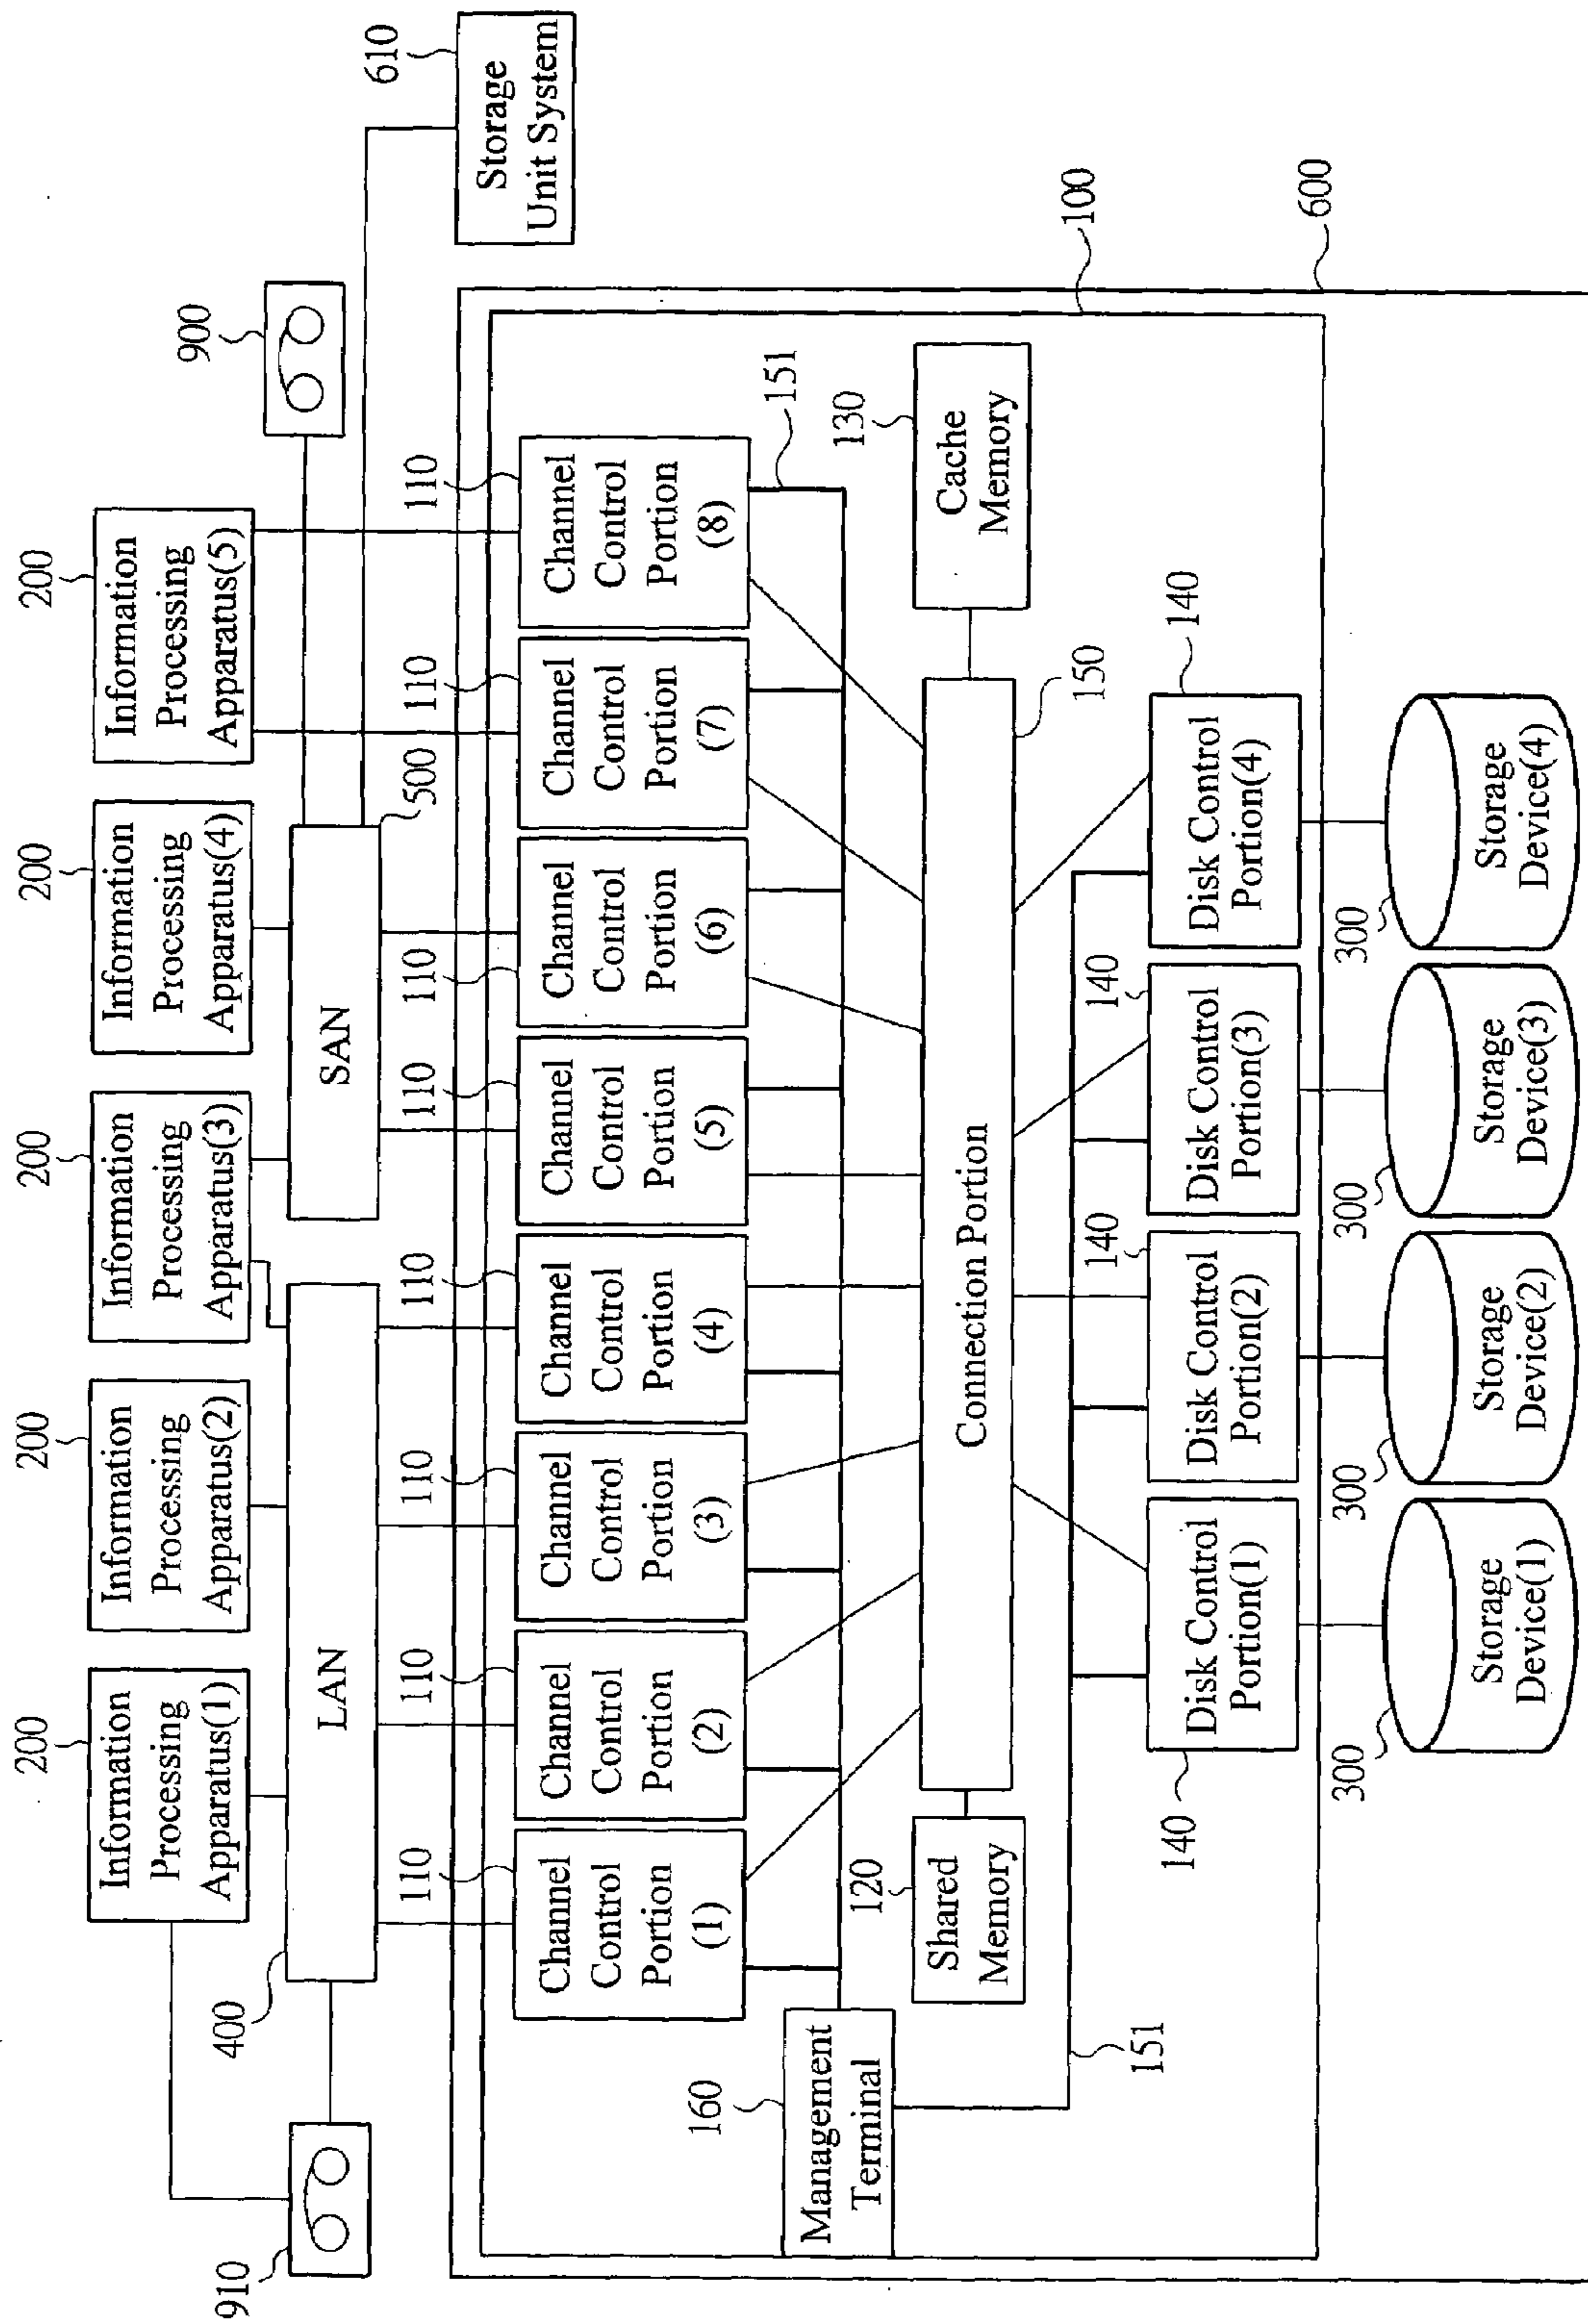 200
200
200
200
200
Information
Processing
Apparatus(1)
Information
Processing
Apparatus(2)
Information
Processing
Apparatus(3)
Information
Processing
Apparatus(4)
Information
Processing
Apparatus(5)
900
610
910
400
LAN
SAN
500
Storage
Unit System
110
110
110
110
110
110
110
110
Channel
Control
Portion
(1)
Channel
Control
Portion
(2)
Channel
Control
Portion
(3)
Channel
Control
Portion
(4)
Channel
Control
Portion
(5)
Channel
Control
Portion
(6)
Channel
Control
Portion
(7)
Channel
Control
Portion
(8)
151
160
Management
Terminal
120
Shared
Memory
Connection Portion
130
Cache
Memory
150
100
151
140
140
140
140
Disk Control
Portion(1)
Disk Control
Portion(2)
Disk Control
Portion(3)
Disk Control
Portion(4)
600
300
300
300
300
Storage
Device(1)
Storage
Device(2)
Storage
Device(3)
Storage
Device(4)